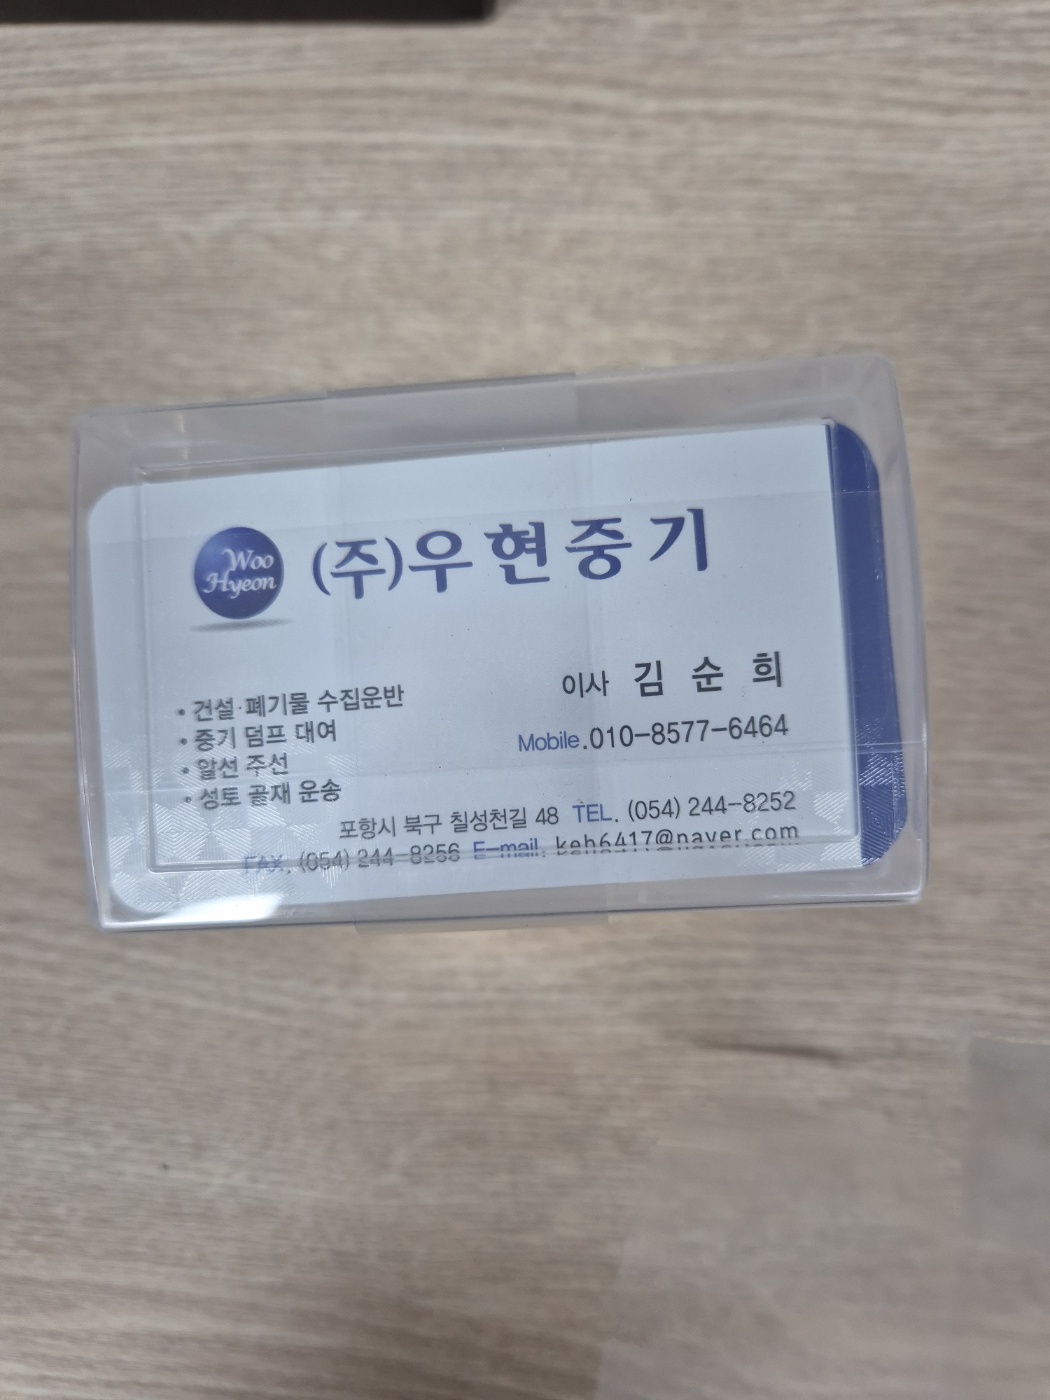 Woo
Hyeon
(주)우현중기
이사 김 순 희
Mobile.010-8577-6464
• 건설·폐기물 수집운반
• 중기 덤프 대여
• 알선 주선
• 성토 골재 운송
포항시 북구 칠성천길 48 TEL. (054) 244-8252
FAX. (054) 244-8256 E-mail. keh6417@naver.com